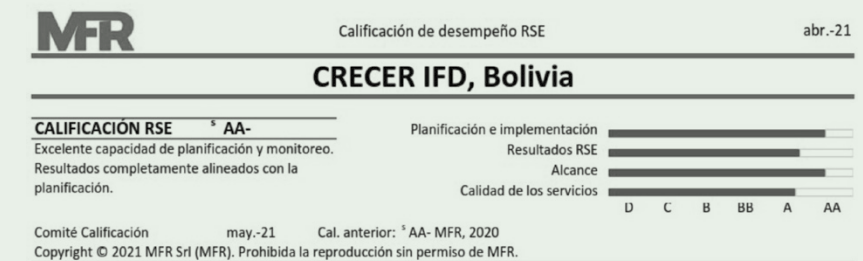 MFR Calificación de desempeño RSE abr.-21
CRECER IFD, Bolivia
CALIFICACIÓN RSE ˢ AA-
Excelente capacidad de planificación y monitoreo.
Resultados completamente alineados con la
planificación.
Planificación e implementación
Resultados RSE
Alcance
Calidad de los servicios
D C B BB A AA
Comité Calificación may.-21 Cal. anterior: ˢ AA- MFR, 2020
Copyright © 2021 MFR Srl (MFR). Prohibida la reproducción sin permiso de MFR.